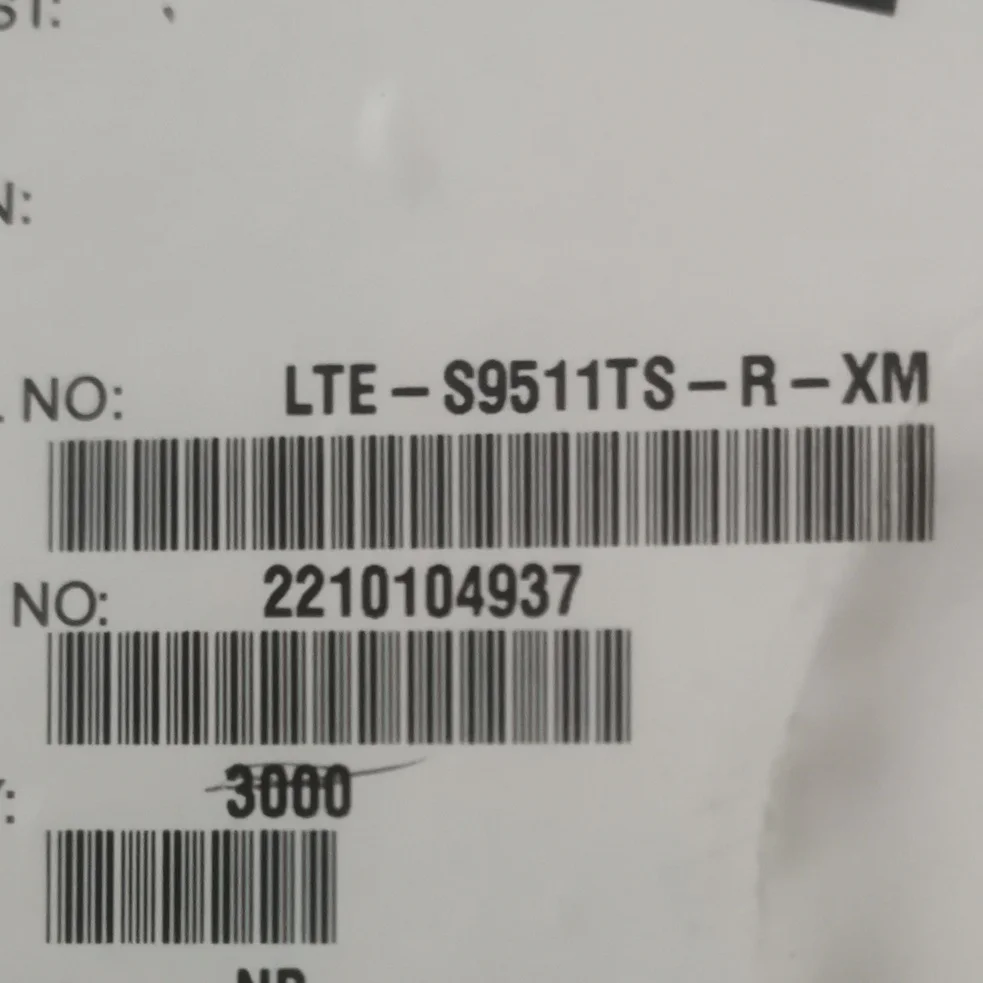 ST:
N:
. NO: LTE-S9511TS-R-XM
NO: 2210104937
Y: 3000